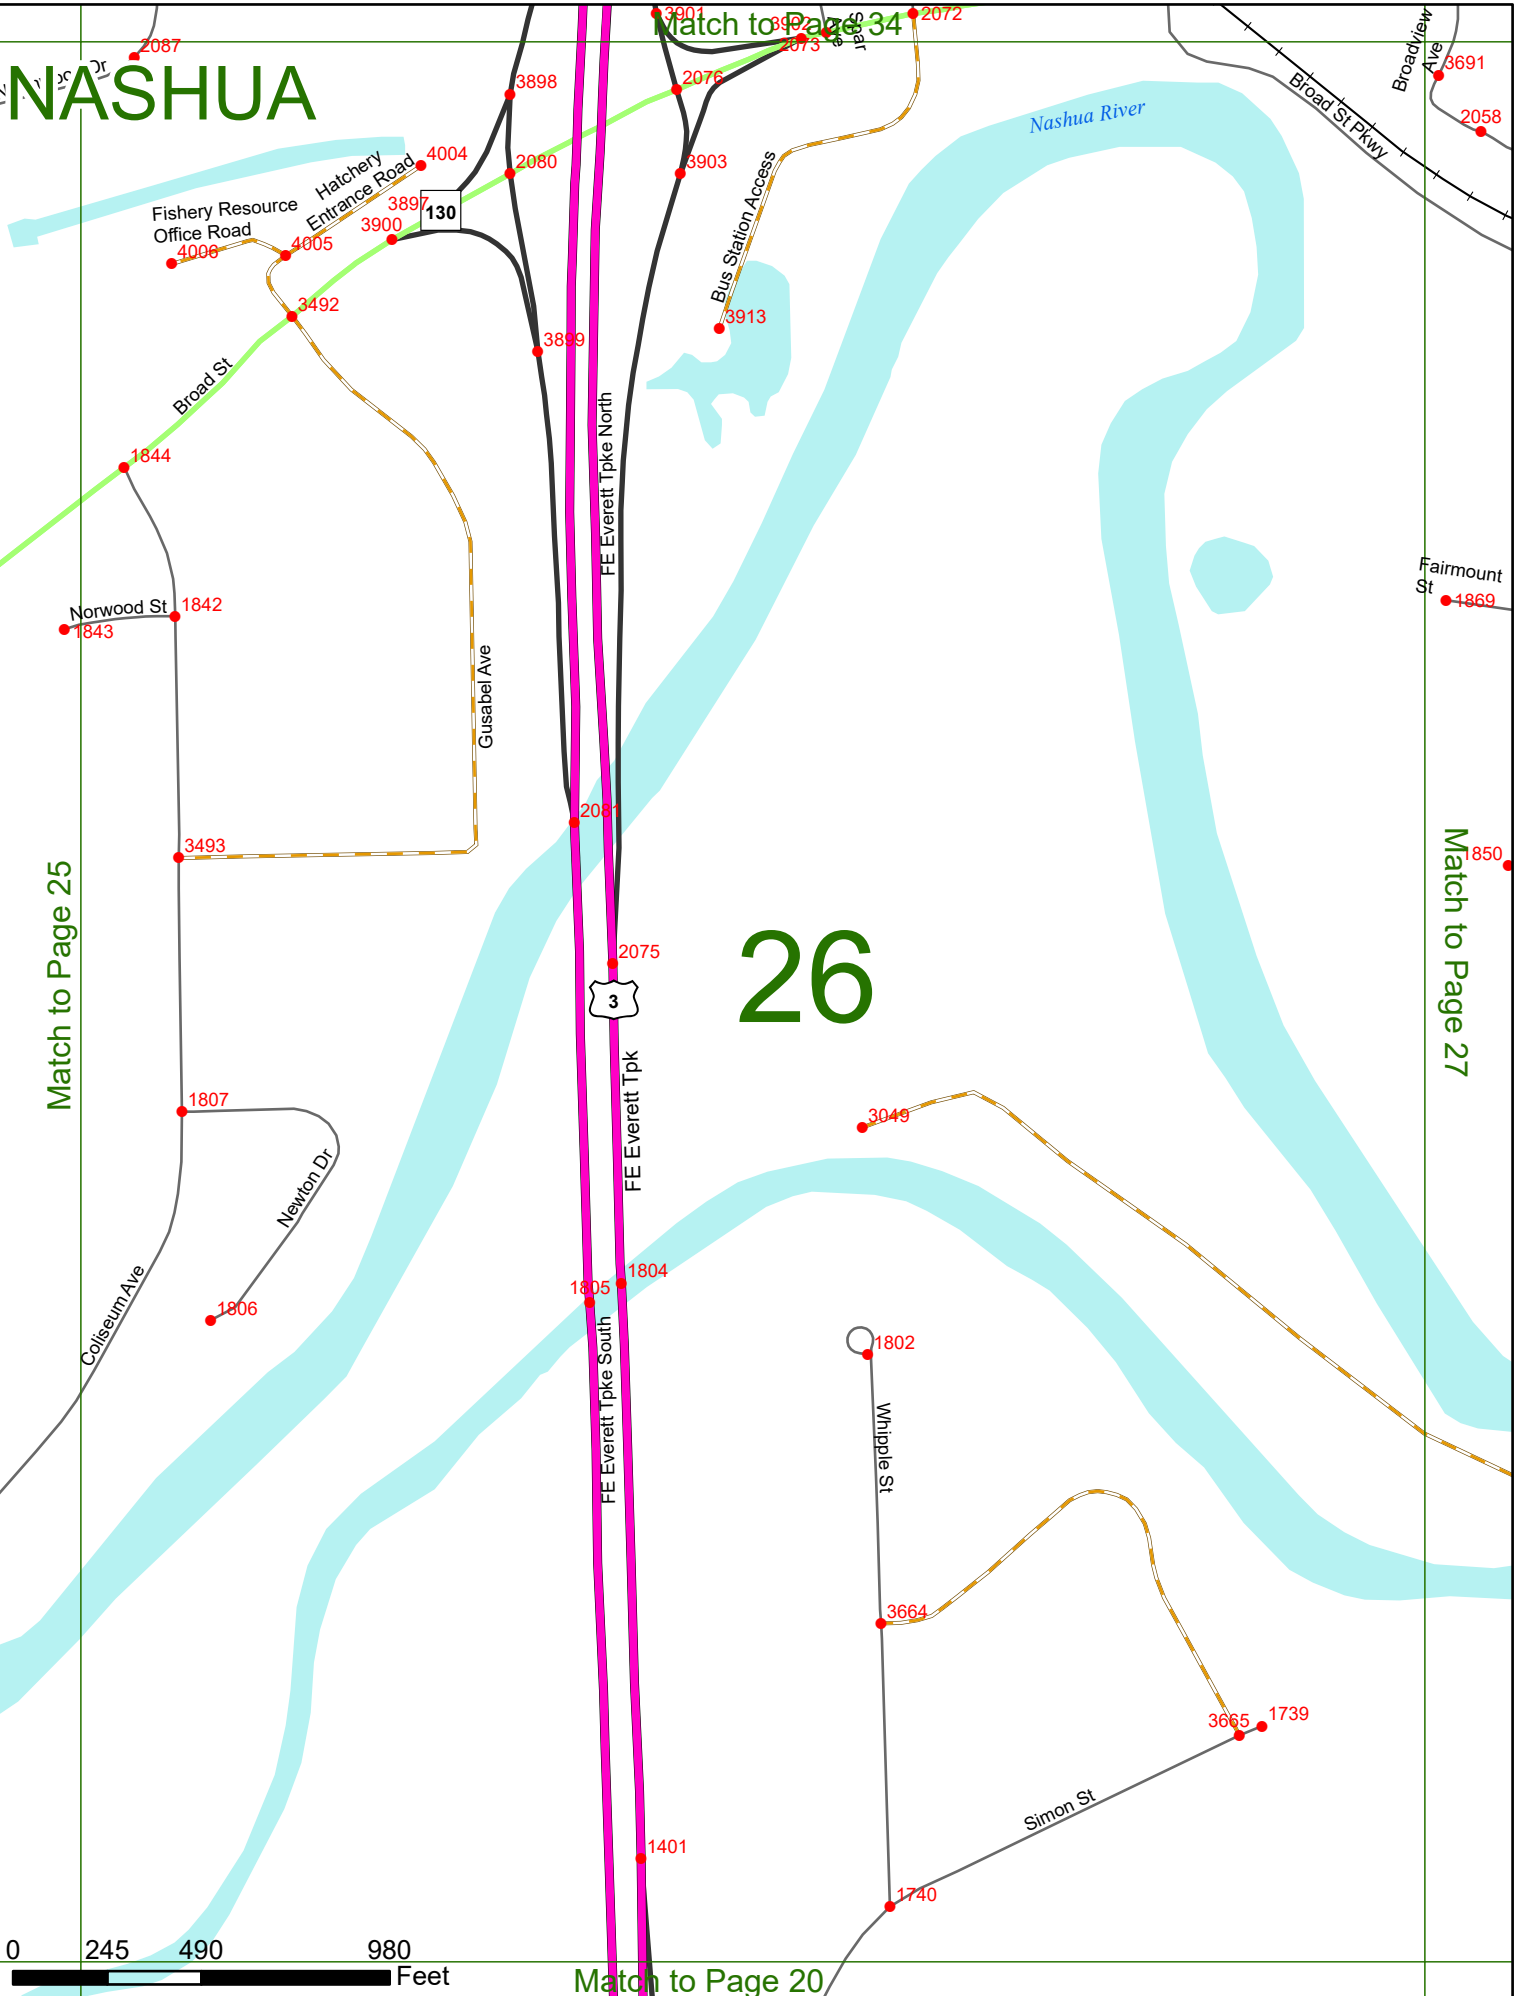 3901
Match to Page 34
3902
2073
Ave
2072
Broadview
Ave
3691
2087
Dr
NASHUA
3898
2076
Nashua River
Broad St Pkwy
2058
Hatchery
Entrance Road
4004
2080
3903
Fishery Resource
Office Road
3897
130
3900
4005
4006
Bus Station Access
3492
3913
3899
Broad St
FE Everett Tpke North
1844
Fairmount
St
1869
Norwood St
1842
1843
Gusabel Ave
2081
3493
1850
Match to Page 25
Match to Page 27
2075
26
3
FE Everett Tpk
1807
3049
Newton Dr
1804
1805
1806
Coliseum Ave
FE Everett Tpke South
1802
Whipple St
3664
3665
1739
Simon St
1401
1740
0 245 490 980
Feet
Match to Page 20